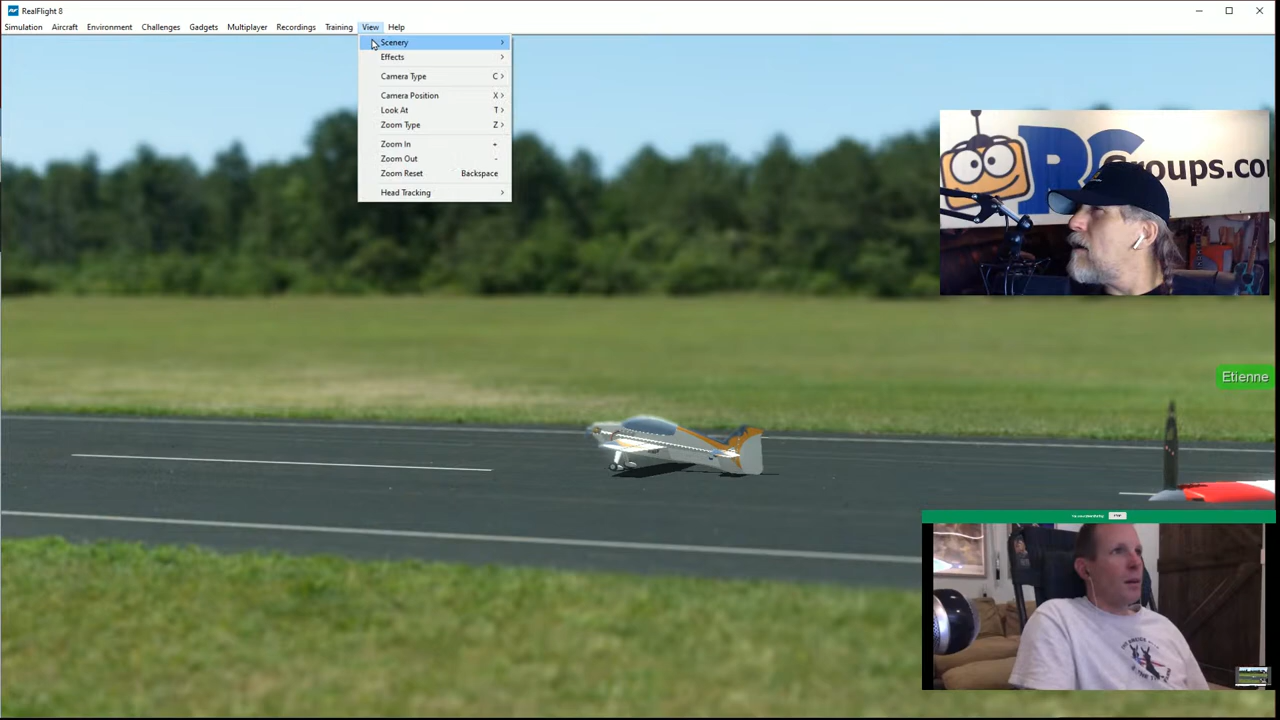 RealFlight 8
Simulation Aircraft Environment Challenges Gadgets Multiplayer Recordings Training View Help
Scenery
Effects
Camera Type C
Camera Position X
Look At T
Zoom Type Z
Zoom In +
Zoom Out -
Zoom Reset Backspace
Head Tracking
RCGroups.co
Etienne